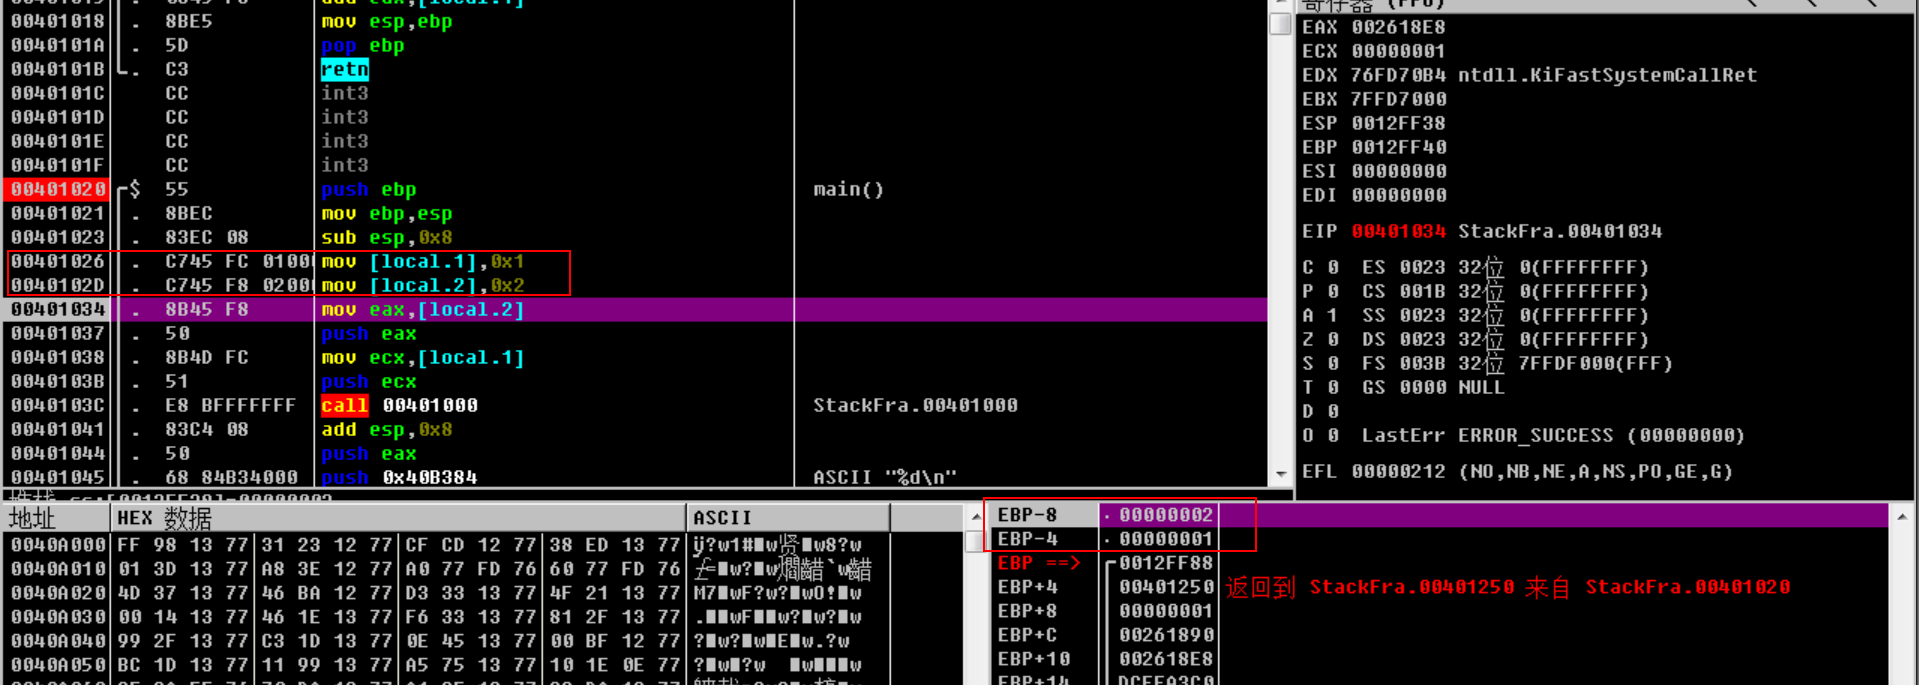 00401018 . 8BE5 mov esp,ebp
0040101A . 5D pop ebp
0040101B . C3 retn
0040101C CC int3
0040101D CC int3
0040101E CC int3
0040101F CC int3
00401020 $ 55 push ebp main()
00401021 . 8BEC mov ebp,esp
00401023 . 83EC 08 sub esp,0x8
00401026 . C745 FC 0100 mov [local.1],0x1
0040102D . C745 F8 0200 mov [local.2],0x2
00401034 . 8B45 F8 mov eax,[local.2]
00401037 . 50 push eax
00401038 . 8B4D FC mov ecx,[local.1]
0040103B . 51 push ecx
0040103C . E8 BFFFFFFF call 00401000 StackFra.00401000
00401041 . 83C4 08 add esp,0x8
00401044 . 50 push eax
00401045 . 68 84B34000 push 0x40B384 ASCII "%d\n"
寄存器 (FPU)
EAX 002618E8
ECX 00000001
EDX 76FD70B4 ntdll.KiFastSystemCallRet
EBX 7FFD7000
ESP 0012FF38
EBP 0012FF40
ESI 00000000
EDI 00000000
EIP 00401034 StackFra.00401034
C 0 ES 0023 32位 0(FFFFFFFF)
P 0 CS 001B 32位 0(FFFFFFFF)
A 1 SS 0023 32位 0(FFFFFFFF)
Z 0 DS 0023 32位 0(FFFFFFFF)
S 0 FS 003B 32位 7FFDF000(FFF)
T 0 GS 0000 NULL
D 0
O 0 LastErr ERROR_SUCCESS (00000000)
EFL 00000212 (NO,NB,NE,A,NS,PO,GE,G)
地址 HEX 数据 ASCII
0040A000 FF 98 13 77 31 23 12 77 CF CD 12 77 38 ED 13 77
0040A010 01 3D 13 77 A8 3E 12 77 A0 77 FD 76 60 77 FD 76
0040A020 4D 37 13 77 46 BA 12 77 D3 33 13 77 4F 21 13 77
0040A030 00 14 13 77 46 1E 13 77 F6 33 13 77 81 2F 13 77
0040A040 99 2F 13 77 C3 1D 13 77 0E 45 13 77 00 BF 12 77
0040A050 BC 1D 13 77 11 99 13 77 A5 75 13 77 10 1E 0E 77
EBP-8 00000002
EBP-4 00000001
EBP ==> 0012FF88
EBP+4 00401250 返回到 StackFra.00401250 来自 StackFra.00401020
EBP+8 00000001
EBP+C 00261890
EBP+10 002618E8